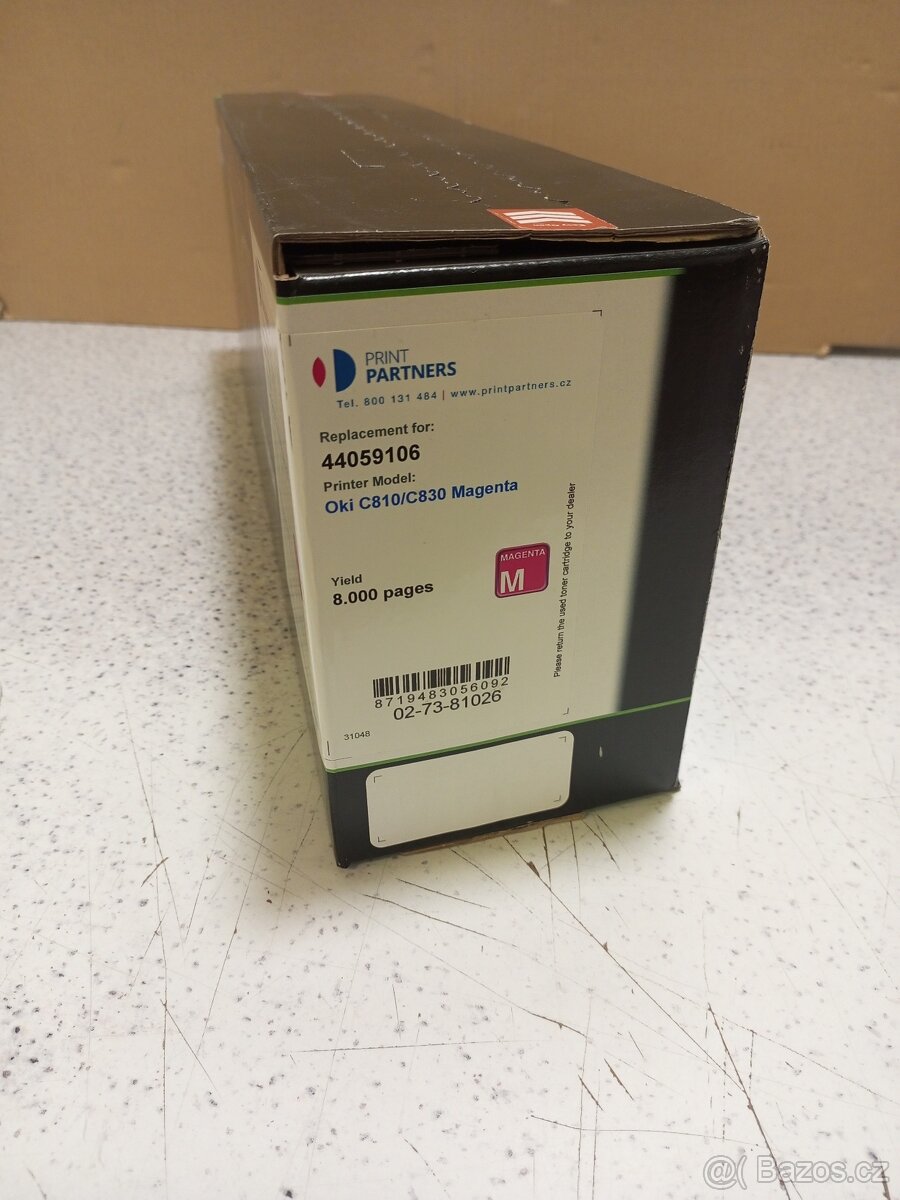 PRINT
PARTNERS
Tel. 800 131 484 | www.printpartners.cz
Replacement for:
44059106
Printer Model:
Oki C810/C830 Magenta
Yield
8.000 pages
MAGENTA
M
Please return the used toner cartridge to your dealer
8719483056092
02-73-81026
31048
@( Bazos.cz